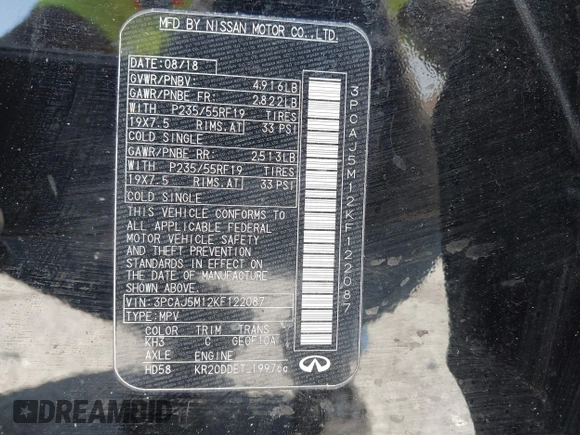 MFD BY NISSAN MOTOR CO.,LTD.
DATE: 08/18
GVWR/PNBV: 4916LB
GAWR/PNBE FR: 2822LB
WITH P235/55RF19 TIRES
19X7.5 RIMS.AT 33 PSI
COLD SINGLE
GAWR/PNBE RR: 2513LB
WITH P235/55RF19 TIRES
19X7.5 RIMS.AT 33 PSI
COLD SINGLE
THIS VEHICLE CONFORMS TO
ALL APPLICABLE FEDERAL
MOTOR VEHICLE SAFETY
AND THEFT PREVENTION
STANDARDS IN EFFECT ON
THE DATE OF MANUFACTURE
SHOWN ABOVE.
VIN: 3PCAJ5M12KF122087
TYPE: MPV
COLOR TRIM TRANS
KH3 C GEOF10A
AXLE ENGINE
HD58 KR20DDET 1997cc
INFINITI
3PCAJ5M12KF122087
DREAMBID.COM